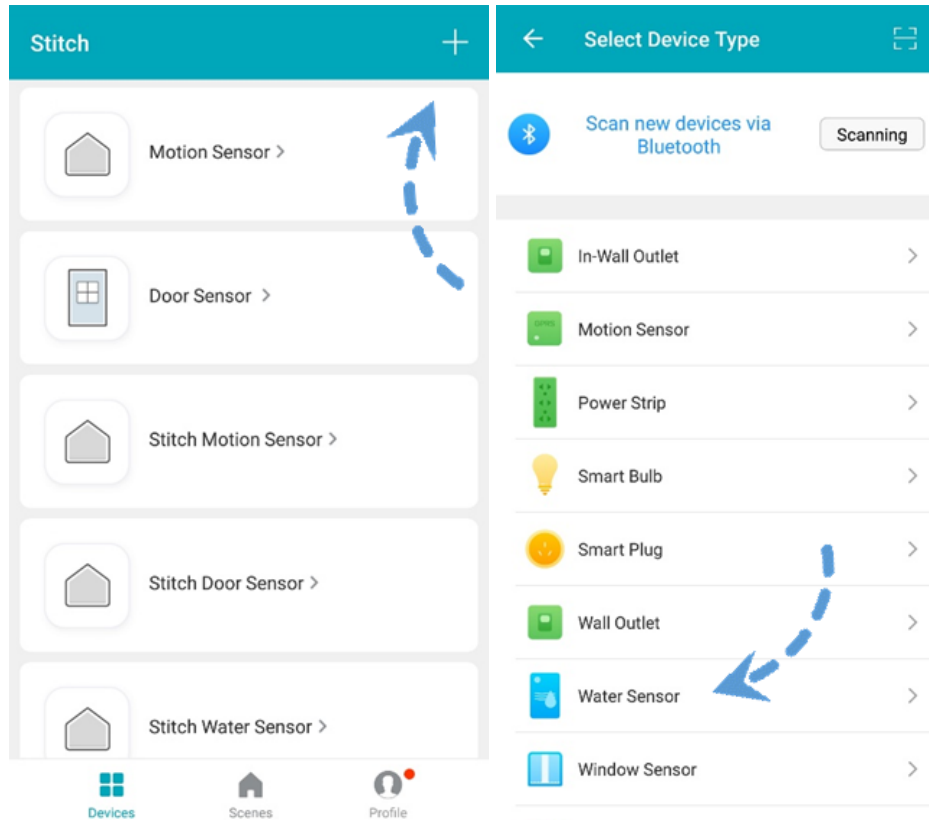 Stitch
Motion Sensor
Door Sensor
Stitch Motion Sensor
Stitch Door Sensor
Stitch Water Sensor
Devices
Scenes
Profile
Select Device Type
Scan new devices via
Bluetooth
Scanning
In-Wall Outlet
Motion Sensor
Power Strip
Smart Bulb
Smart Plug
Wall Outlet
Water Sensor
Window Sensor